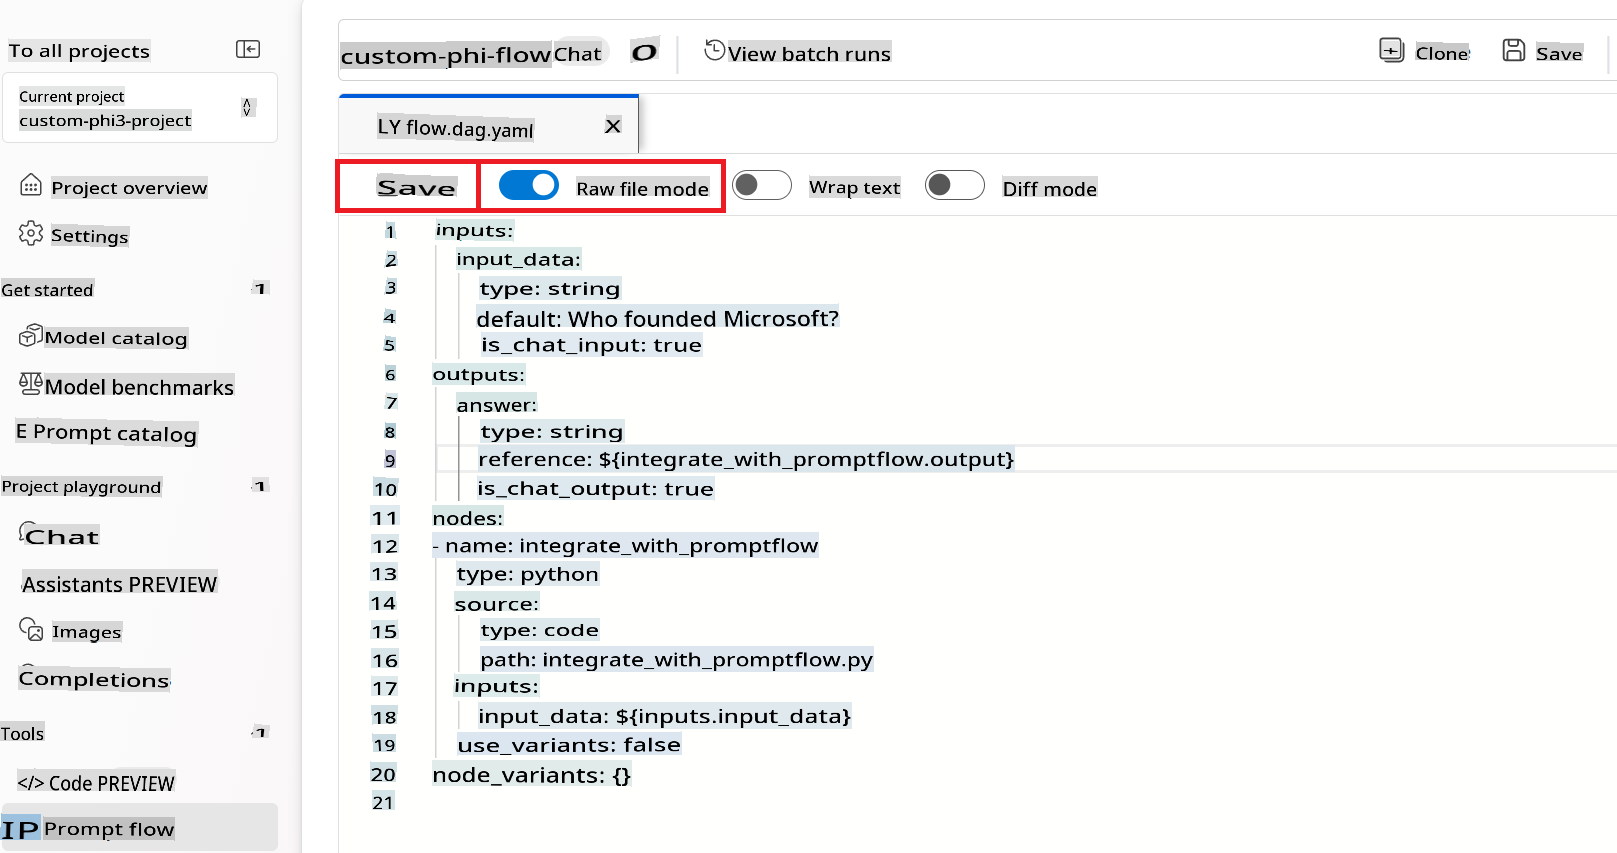 To all projects
Current project
custom-phi3-project
Project overview
Settings
Get started
Model catalog
Model benchmarks
E Prompt catalog
Project playground
Chat
Assistants PREVIEW
Images
Completions
Tools
</> Code PREVIEW
IP Prompt flow
custom-phi-flow Chat
View batch runs
Clone
Save
LY flow.dag.yaml X
Save
Raw file mode
Wrap text
Diff mode
1 inputs:
2 input_data:
3 type: string
4 default: Who founded Microsoft?
5 is_chat_input: true
6 outputs:
7 answer:
8 type: string
9 reference: ${integrate_with_promptflow.output}
10 is_chat_output: true
11 nodes:
12 - name: integrate_with_promptflow
13 type: python
14 source:
15 type: code
16 path: integrate_with_promptflow.py
17 inputs:
18 input_data: ${inputs.input_data}
19 use_variants: false
20 node_variants: {}
21